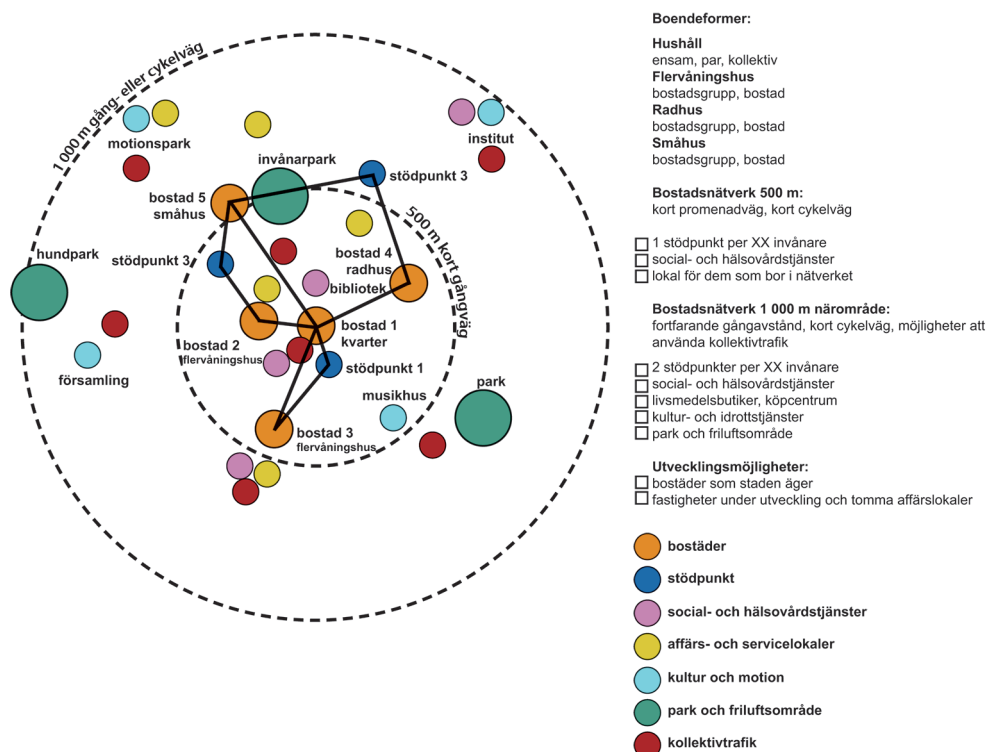 1 000 m gång- eller cykelväg
motionspark
institut
invånarpark
stödpunkt 3
bostad 5
småhus
500 m kort gångväg
hundpark
stödpunkt 3
bostad 4
radhus
bibliotek
bostad 1
kvarter
bostad 2
flervåningshus
stödpunkt 1
församling
park
musikhus
bostad 3
flervåningshus
Boendeformer:
Hushåll
ensam, par, kollektiv
Flervåningshus
bostadsgrupp, bostad
Radhus
bostadsgrupp, bostad
Småhus
bostadsgrupp, bostad
Bostadsnätverk 500 m:
kort promenadväg, kort cykelväg
1 stödpunkt per XX invånare
social- och hälsovårdstjänster
lokal för dem som bor i nätverket
Bostadsnätverk 1 000 m närområde:
fortfarande gångavstånd, kort cykelväg, möjligheter att
använda kollektivtrafik
2 stödpunkter per XX invånare
social- och hälsovårdstjänster
livsmedelsbutiker, köpcentrum
kultur- och idrottstjänster
park och friluftsområde
Utvecklingsmöjligheter:
bostäder som staden äger
fastigheter under utveckling och tomma affärslokaler
bostäder
stödpunkt
social- och hälsovårdstjänster
affärs- och servicelokaler
kultur och motion
park och friluftsområde
kollektivtrafik